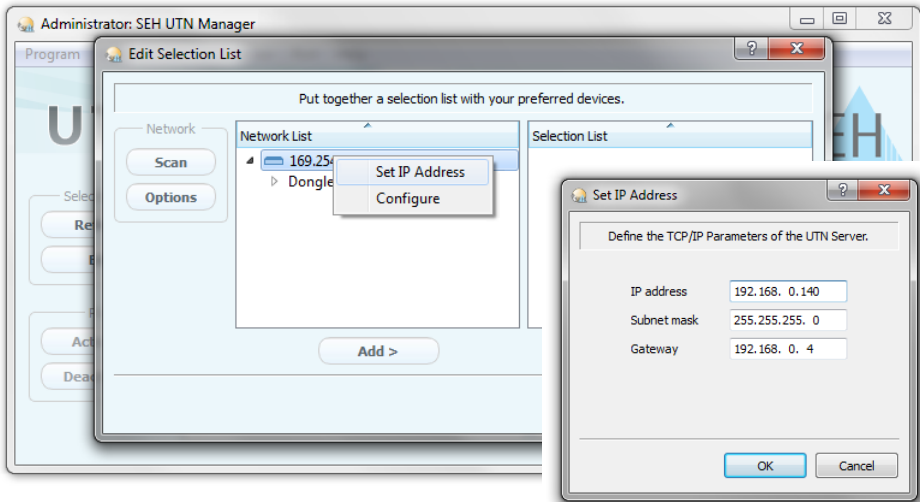 Administrator: SEH UTN Manager
Program
Edit Selection List
Put together a selection list with your preferred devices.
Network
Scan
Options
Network List
169.254
Dongle
Set IP Address
Configure
Selection List
Add >
SEH
Set IP Address
Define the TCP/IP Parameters of the UTN Server.
IP address 192.168. 0.140
Subnet mask 255.255.255. 0
Gateway 192.168. 0. 4
OK Cancel